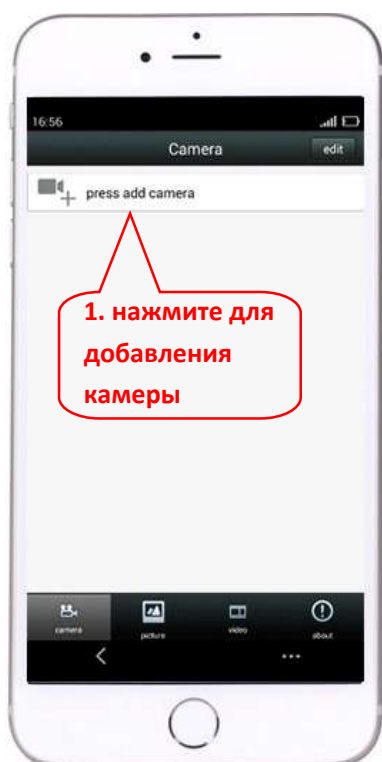 16:56
Camera
edit
press add camera
1. нажмите для
добавления
камеры
camera
picture
video
about